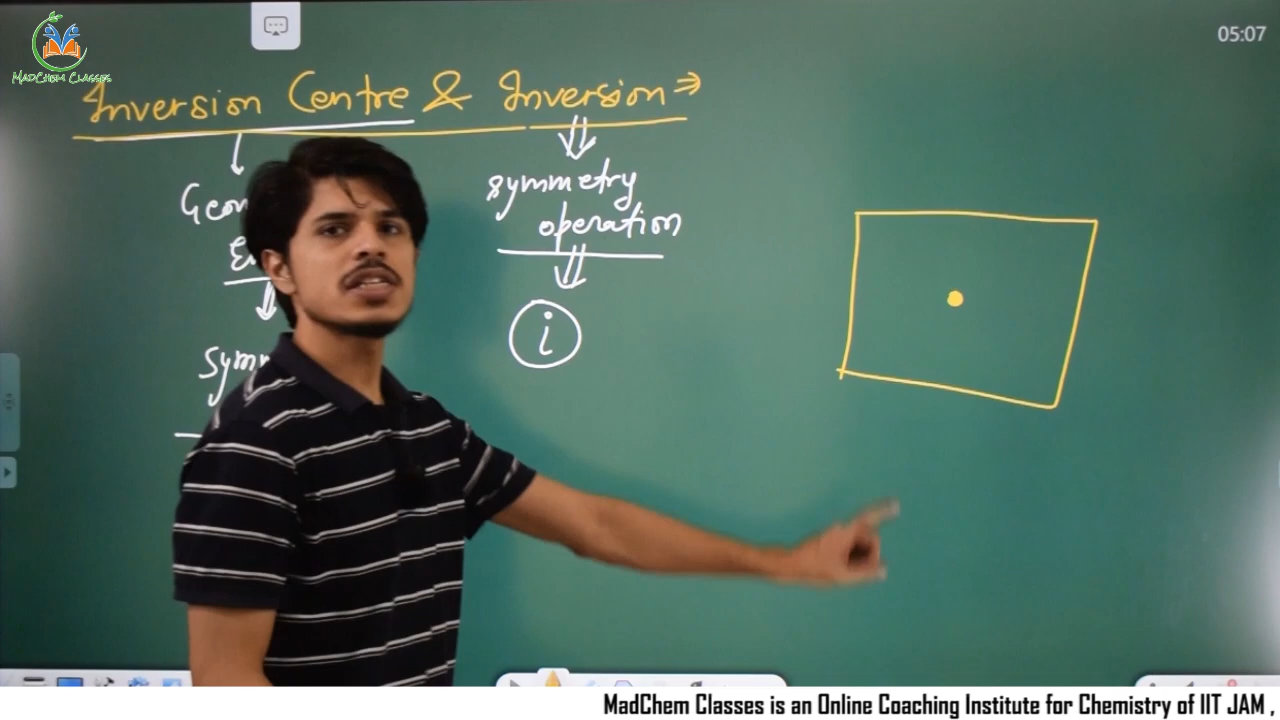 05:07
MADCHEM CLASSES
Inversion Centre & Inversion ⇒
symmetry
operation
i
MadChem Classes is an Online Coaching Institute for Chemistry of IIT JAM ,